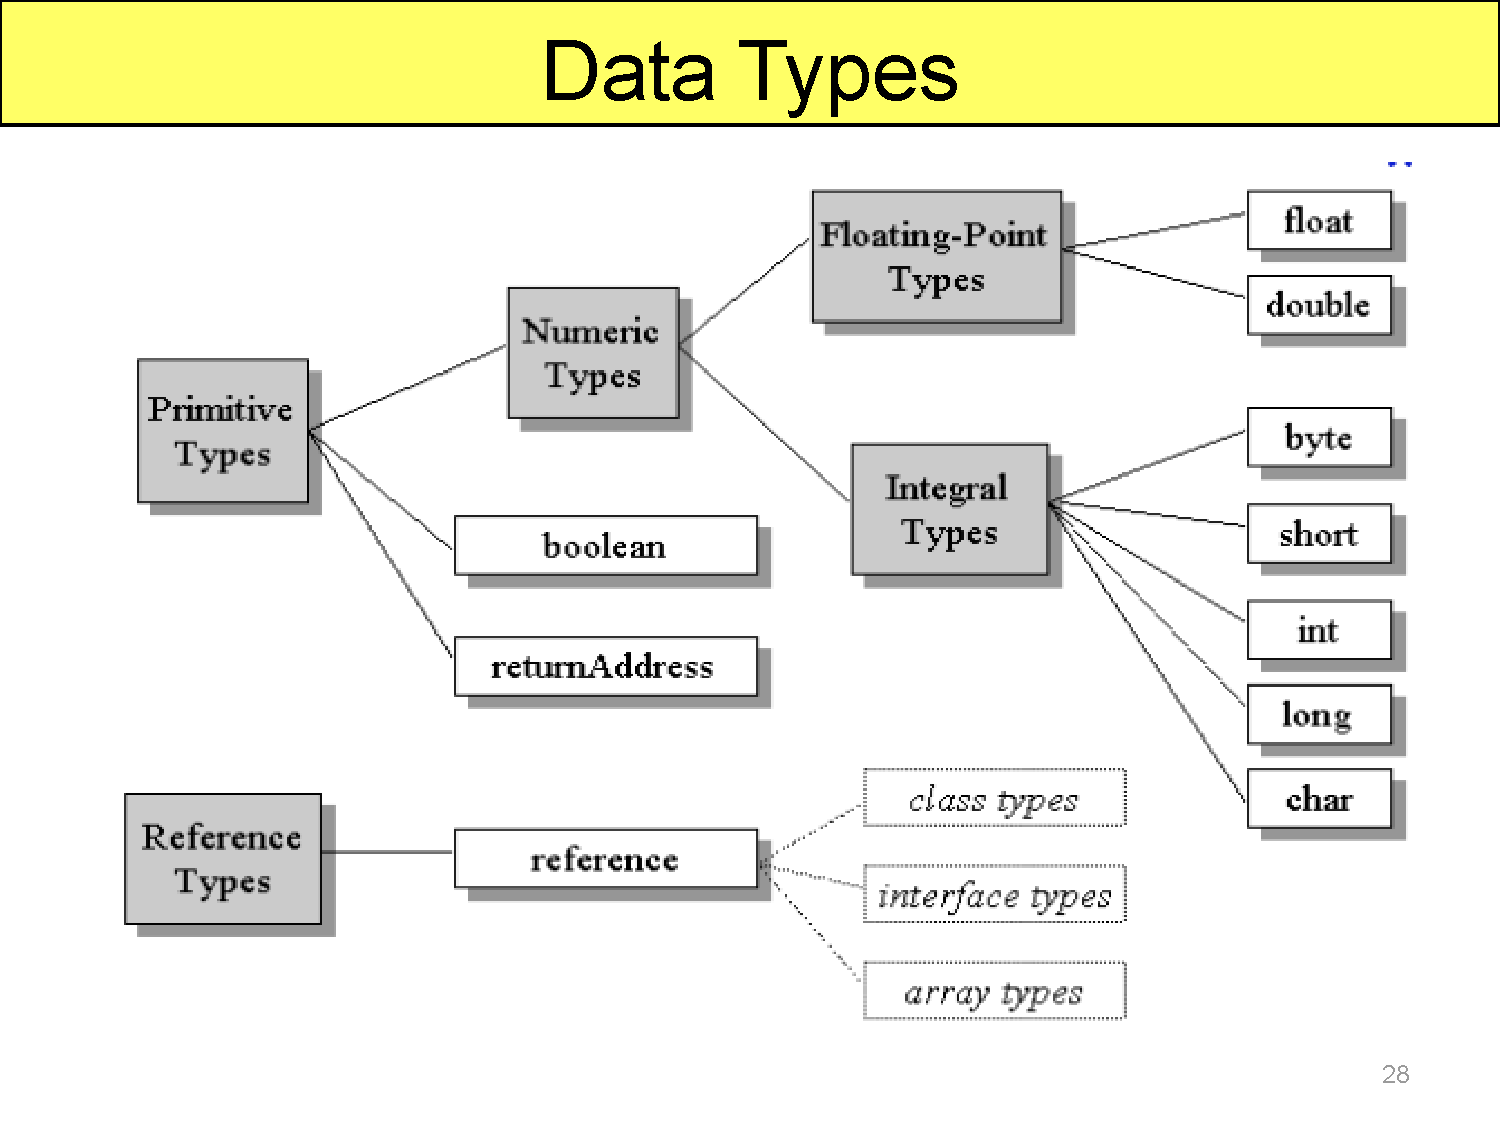 Data Types
Floating-Point
Types
float
double
Numeric
Types
Primitive
Types
Integral
Types
byte
short
int
long
char
boolean
returnAddress
Reference
Types
reference
class types
interface types
array types
28